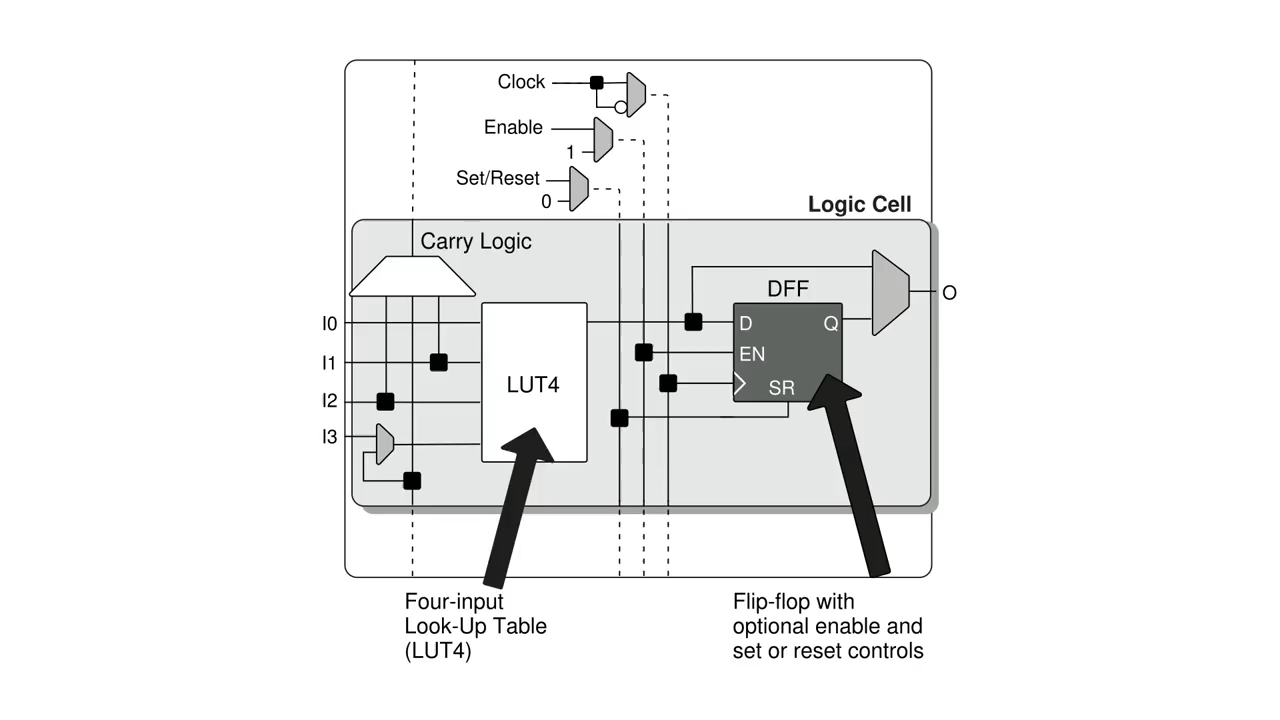 Clock
Enable
1
Set/Reset
0
Logic Cell
Carry Logic
DFF
I0
I1
I2
I3
LUT4
D
Q
EN
SR
O
Four-input
Look-Up Table
(LUT4)
Flip-flop with
optional enable and
set or reset controls